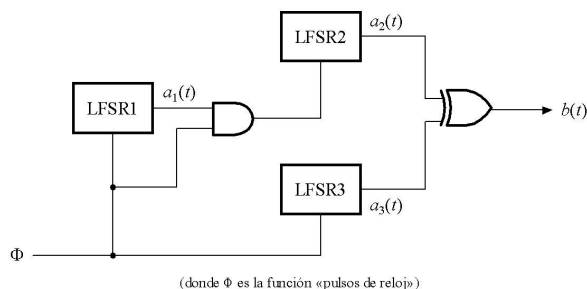 LFSR2
a₂(t)
LFSR1
a₁(t)
b(t)
LFSR3
a₃(t)
Φ
(donde Φ es la función «pulsos de reloj»)